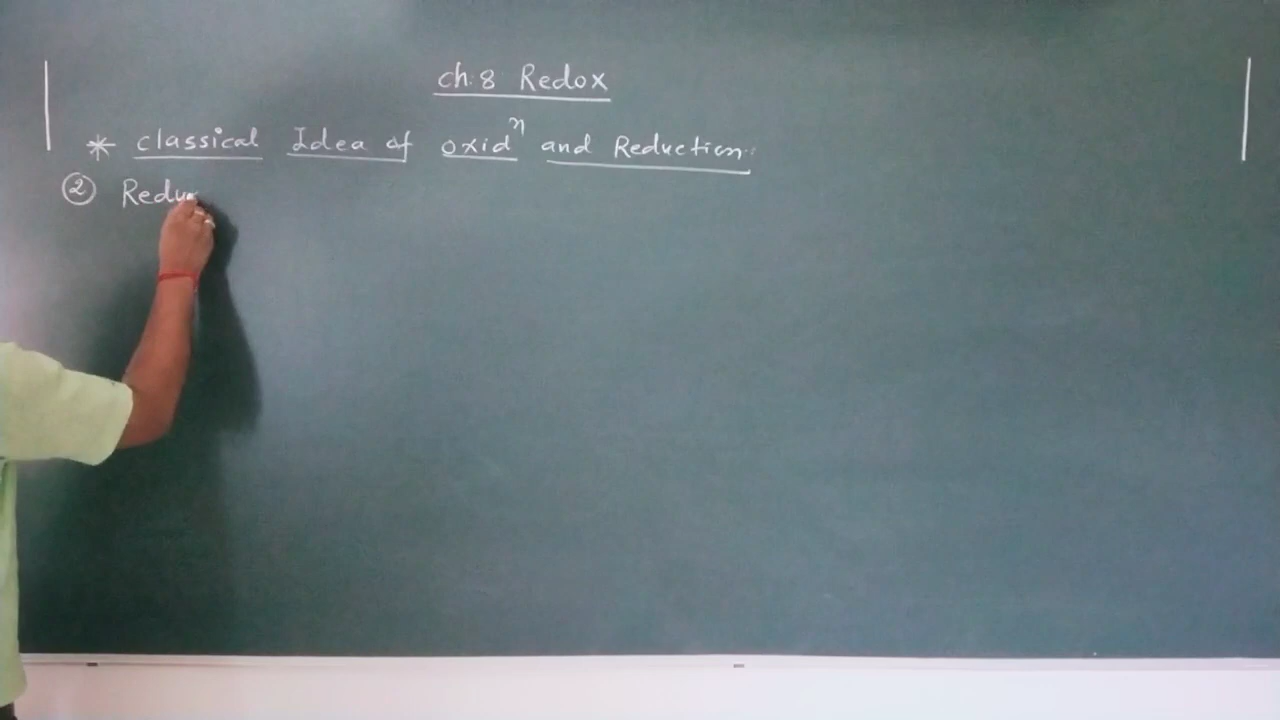 ch. 8 Redox
* classical Idea of oxidⁿ and Reduction.
② Redu